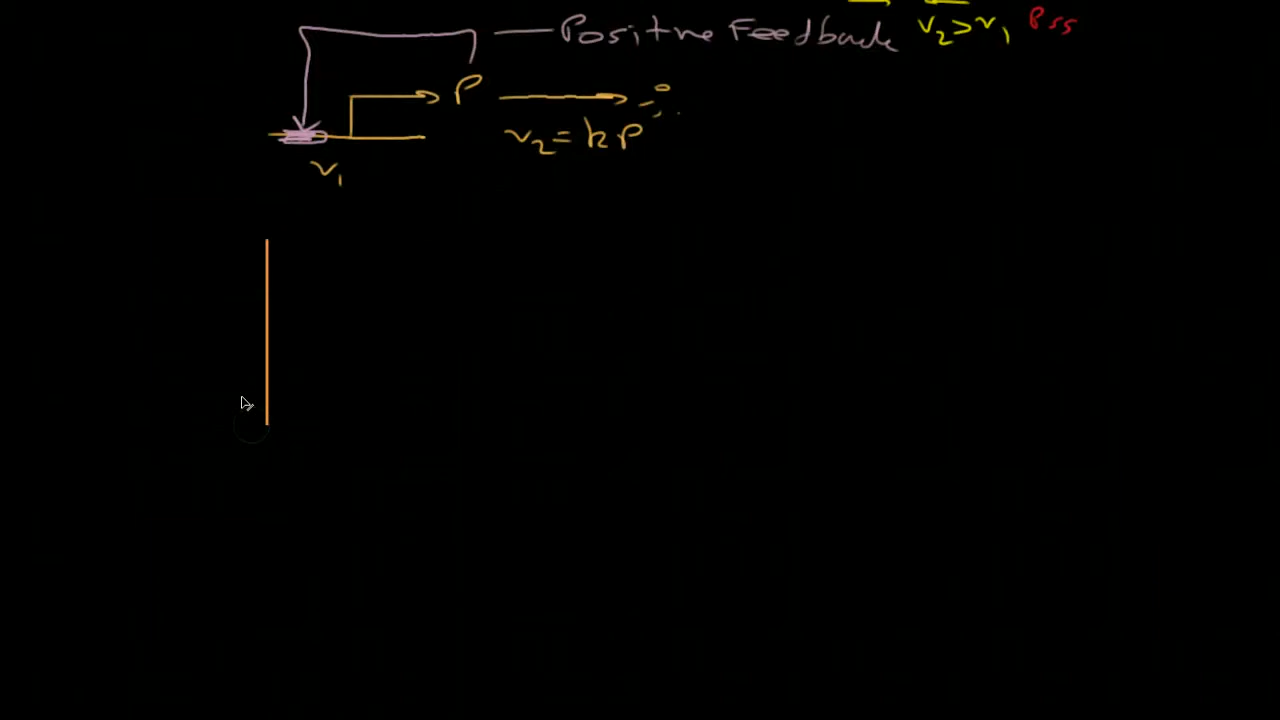 Positive Feedback v₂>v₁ Pss
P
v₂ = kP
v₁